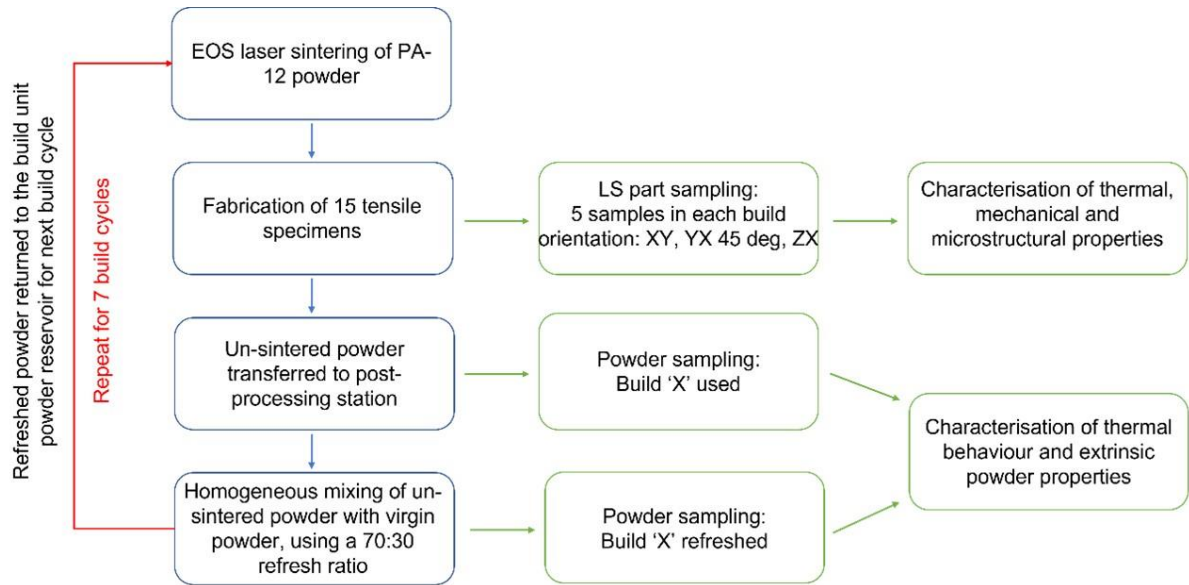 EOS laser sintering of PA-
12 powder
Fabrication of 15 tensile
specimens
LS part sampling:
5 samples in each build
orientation: XY, YX 45 deg, ZX
Characterisation of thermal,
mechanical and
microstructural properties
Un-sintered powder
transferred to post-
processing station
Powder sampling:
Build ‘X’ used
Characterisation of thermal
behaviour and extrinsic
powder properties
Homogeneous mixing of un-
sintered powder with virgin
powder, using a 70:30
refresh ratio
Powder sampling:
Build ‘X’ refreshed
Refreshed powder returned to the build unit
powder reservoir for next build cycle
Repeat for 7 build cycles